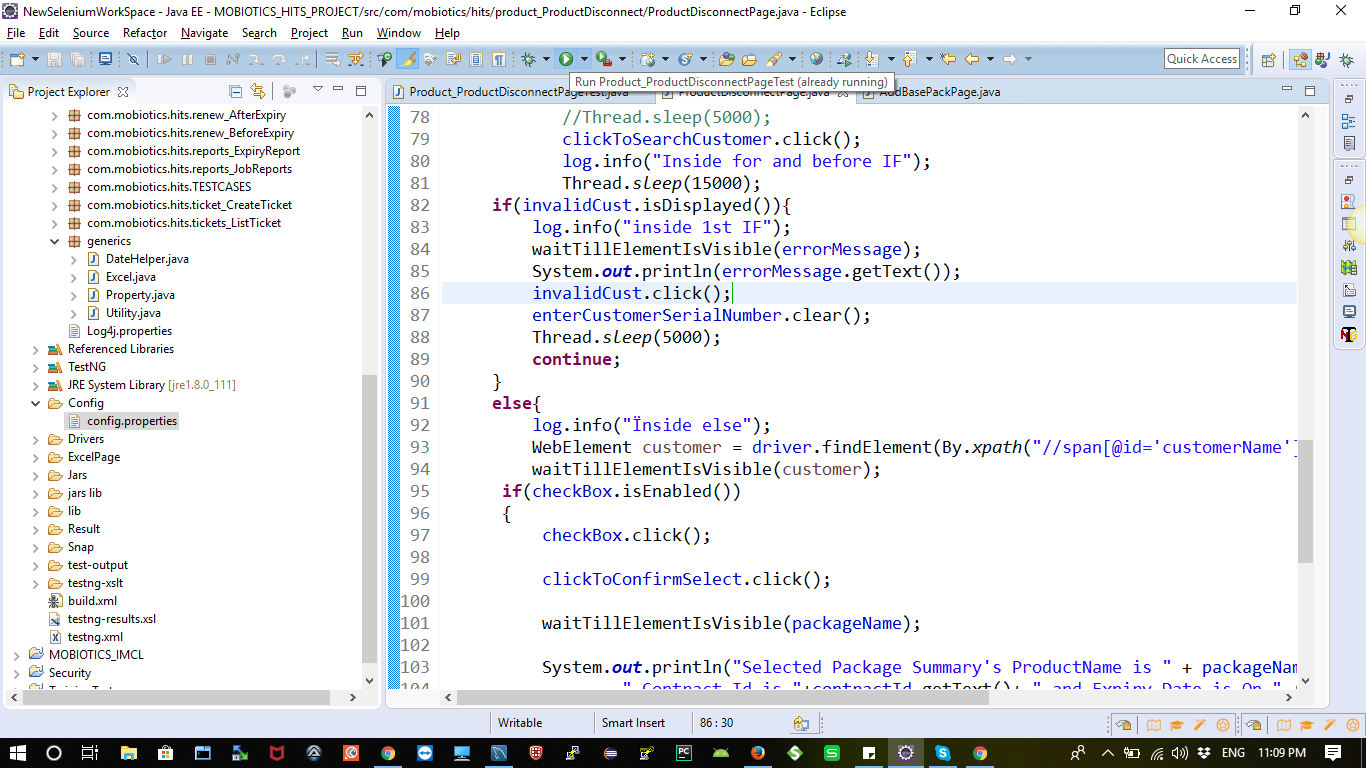 NewSeleniumWorkSpace - Java EE - MOBIOTICS_HITS_PROJECT/src/com/mobiotics/hits/product_ProductDisconnect/ProductDisconnectPage.java - Eclipse
File Edit Source Refactor Navigate Search Project Run Window Help
Quick Access
Run Product_ProductDisconnectPageTest (already running)
Project Explorer
Product_ProductDisconnectPageTest.java
ProductDisconnectPage.java
AddBasePackPage.java
com.mobiotics.hits.renew_AfterExpiry
com.mobiotics.hits.renew_BeforeExpiry
com.mobiotics.hits.reports_ExpiryReport
com.mobiotics.hits.reports_JobReports
com.mobiotics.hits.TESTCASES
com.mobiotics.hits.ticket_CreateTicket
com.mobiotics.hits.tickets_ListTicket
generics
DateHelper.java
Excel.java
Property.java
Utility.java
Log4j.properties
Referenced Libraries
TestNG
JRE System Library [jre1.8.0_111]
Config
config.properties
Drivers
ExcelPage
Jars
jars lib
lib
Result
Snap
test-output
testng-xslt
build.xml
testng-results.xsl
testng.xml
MOBIOTICS_IMCL
Security
78 //Thread.sleep(5000);
79 clickToSearchCustomer.click();
80 log.info("Inside for and before IF");
81 Thread.sleep(15000);
82 if(invalidCust.isDisplayed()){
83 log.info("inside 1st IF");
84 waitTillElementIsVisible(errorMessage);
85 System.out.println(errorMessage.getText());
86 invalidCust.click();
87 enterCustomerSerialNumber.clear();
88 Thread.sleep(5000);
89 continue;
90 }
91 else{
92 log.info("Ïnside else");
93 WebElement customer = driver.findElement(By.xpath("//span[@id='customerName']
94 waitTillElementIsVisible(customer);
95 if(checkBox.isEnabled())
96 {
97 checkBox.click();
98
99 clickToConfirmSelect.click();
100
101 waitTillElementIsVisible(packageName);
102
103 System.out.println("Selected Package Summary's ProductName is " + packageNam
104 " Contract Id is "+contractId.getText()+ " and Expiry Date is On "
Writable Smart Insert 86 : 30
ENG 11:09 PM